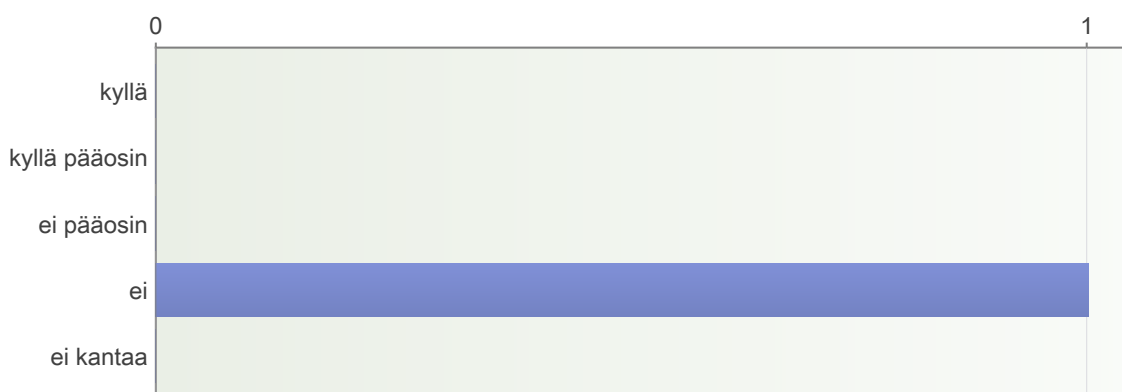 0 1
kyllä
kyllä pääosin
ei pääosin
ei
ei kantaa